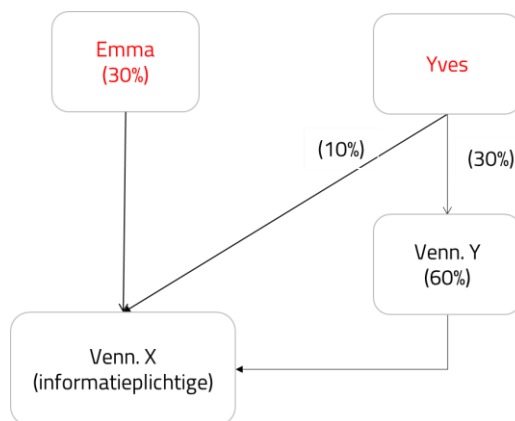 Emma
(30%)
Yves
(10%)
(30%)
Venn. Y
(60%)
Venn. X
(informatieplichtige)